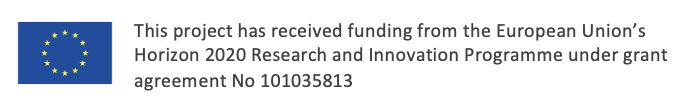 This project has received funding from the European Union’s
Horizon 2020 Research and Innovation Programme under grant
agreement No 101035813